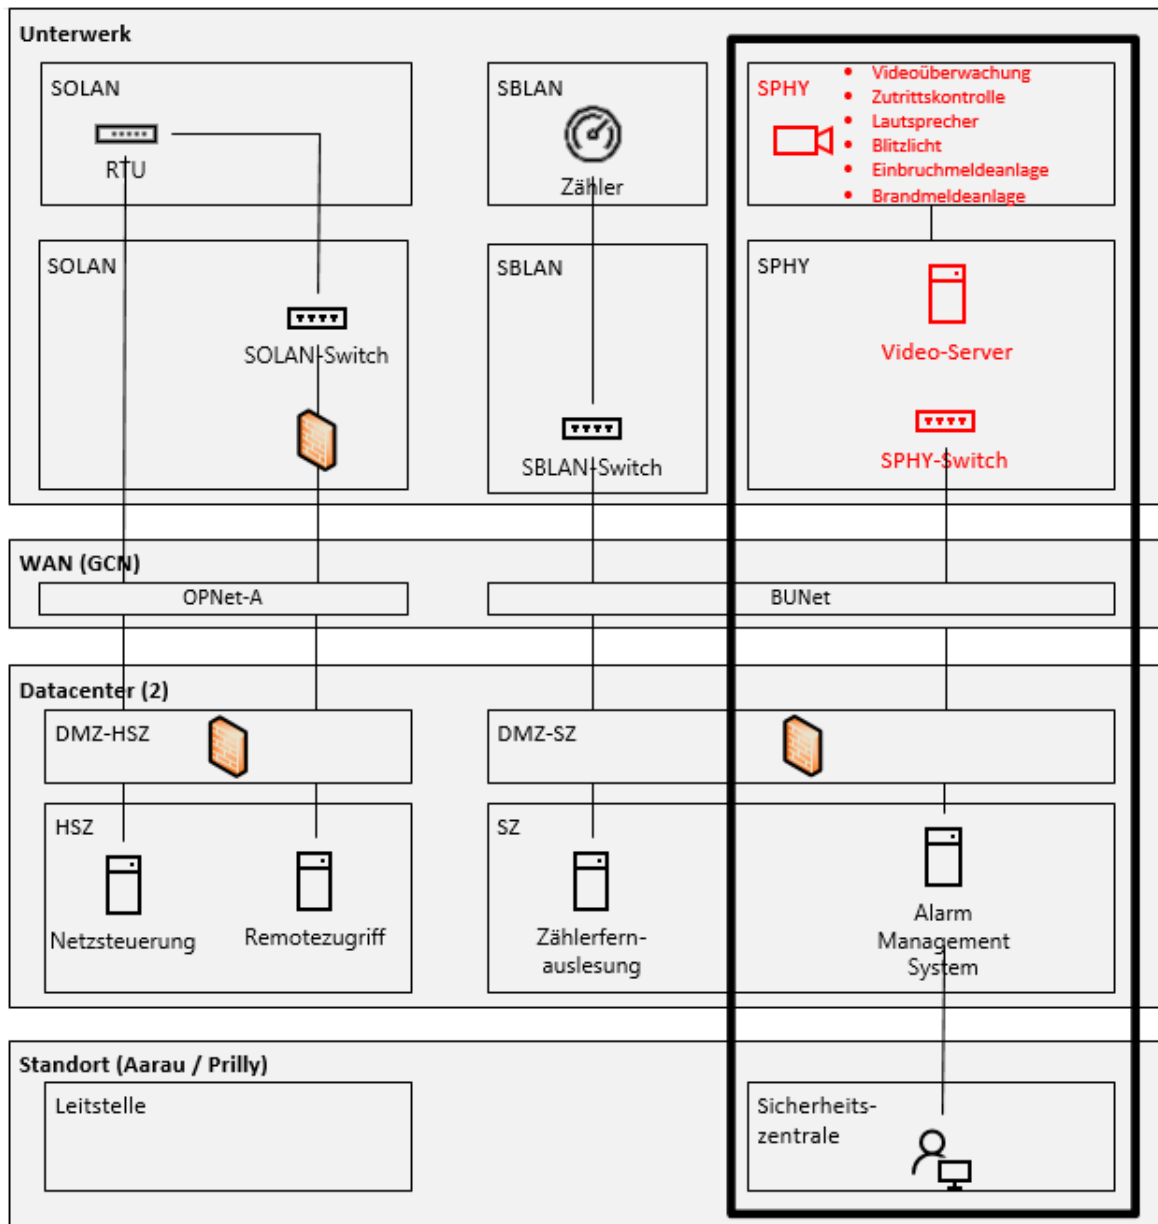 Unterwerk
SOLAN
RTU
SBLAN
Zähler
SPHY
• Videoüberwachung
• Zutrittskontrolle
• Lautsprecher
• Blitzlicht
• Einbruchmeldeanlage
• Brandmeldeanlage
SOLAN
SOLAN-Switch
SBLAN
SBLAN-Switch
SPHY
Video-Server
SPHY-Switch
WAN (GCN)
OPNet-A
BUNet
Datacenter (2)
DMZ-HSZ
DMZ-SZ
HSZ
Netzsteuerung
Remotezugriff
SZ
Zählerfern-
auslesung
Alarm
Management
System
Standort (Aarau / Prilly)
Leitstelle
Sicherheits-
zentrale